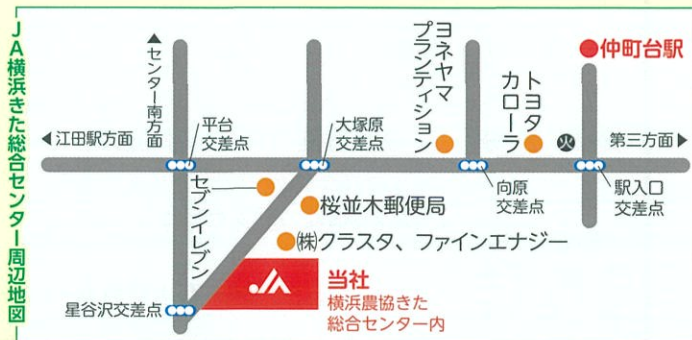 JA横浜きた総合センター周辺地図
▲センター南方面
ヨネヤマ
プランティション
トヨタ
カローラ
仲町台駅
◀江田駅方面
平台
交差点
大塚原
交差点
火
第三方面▶
セブンイレブン
向原
交差点
駅入口
交差点
桜並木郵便局
㈱クラスタ、ファインエナジー
星谷沢交差点
JA
当社
横浜農協きた
総合センター内